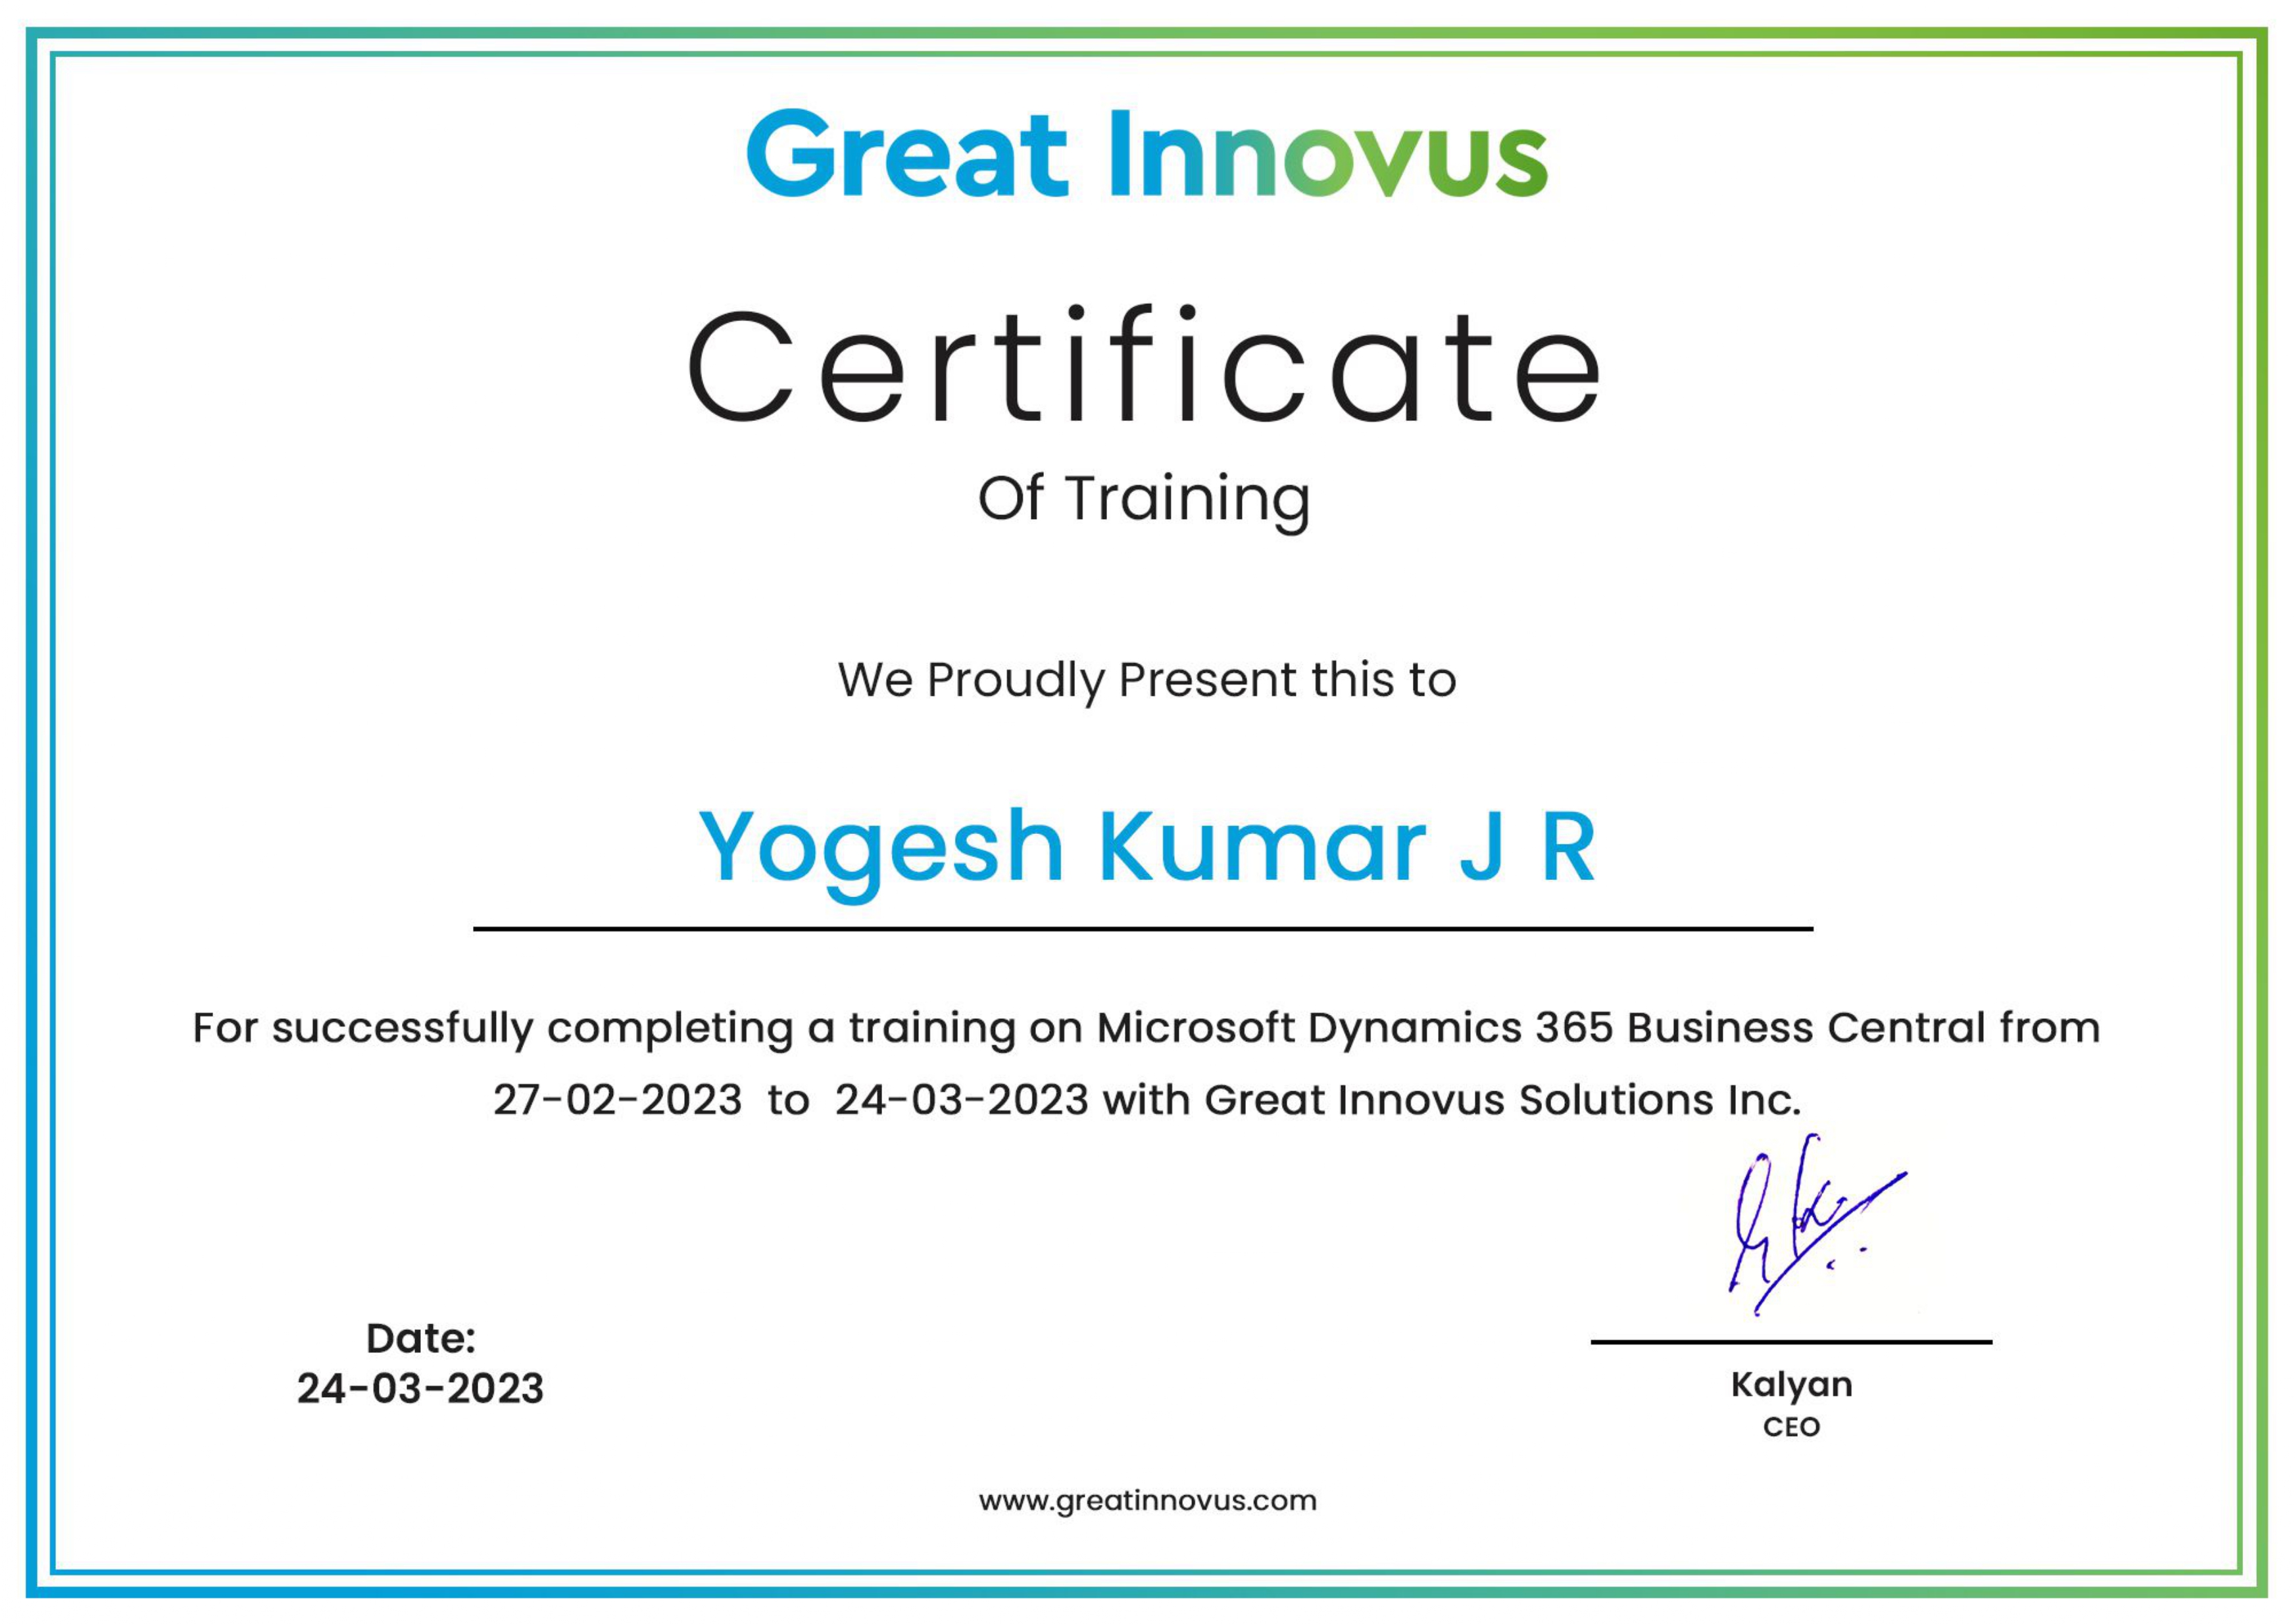 Great Innovus
Certificate
Of Training
We Proudly Present this to
Yogesh Kumar J R
For successfully completing a training on Microsoft Dynamics 365 Business Central from
27-02-2023 to 24-03-2023 with Great Innovus Solutions Inc.
Date:
24-03-2023
Kalyan
CEO
www.greatinnovus.com